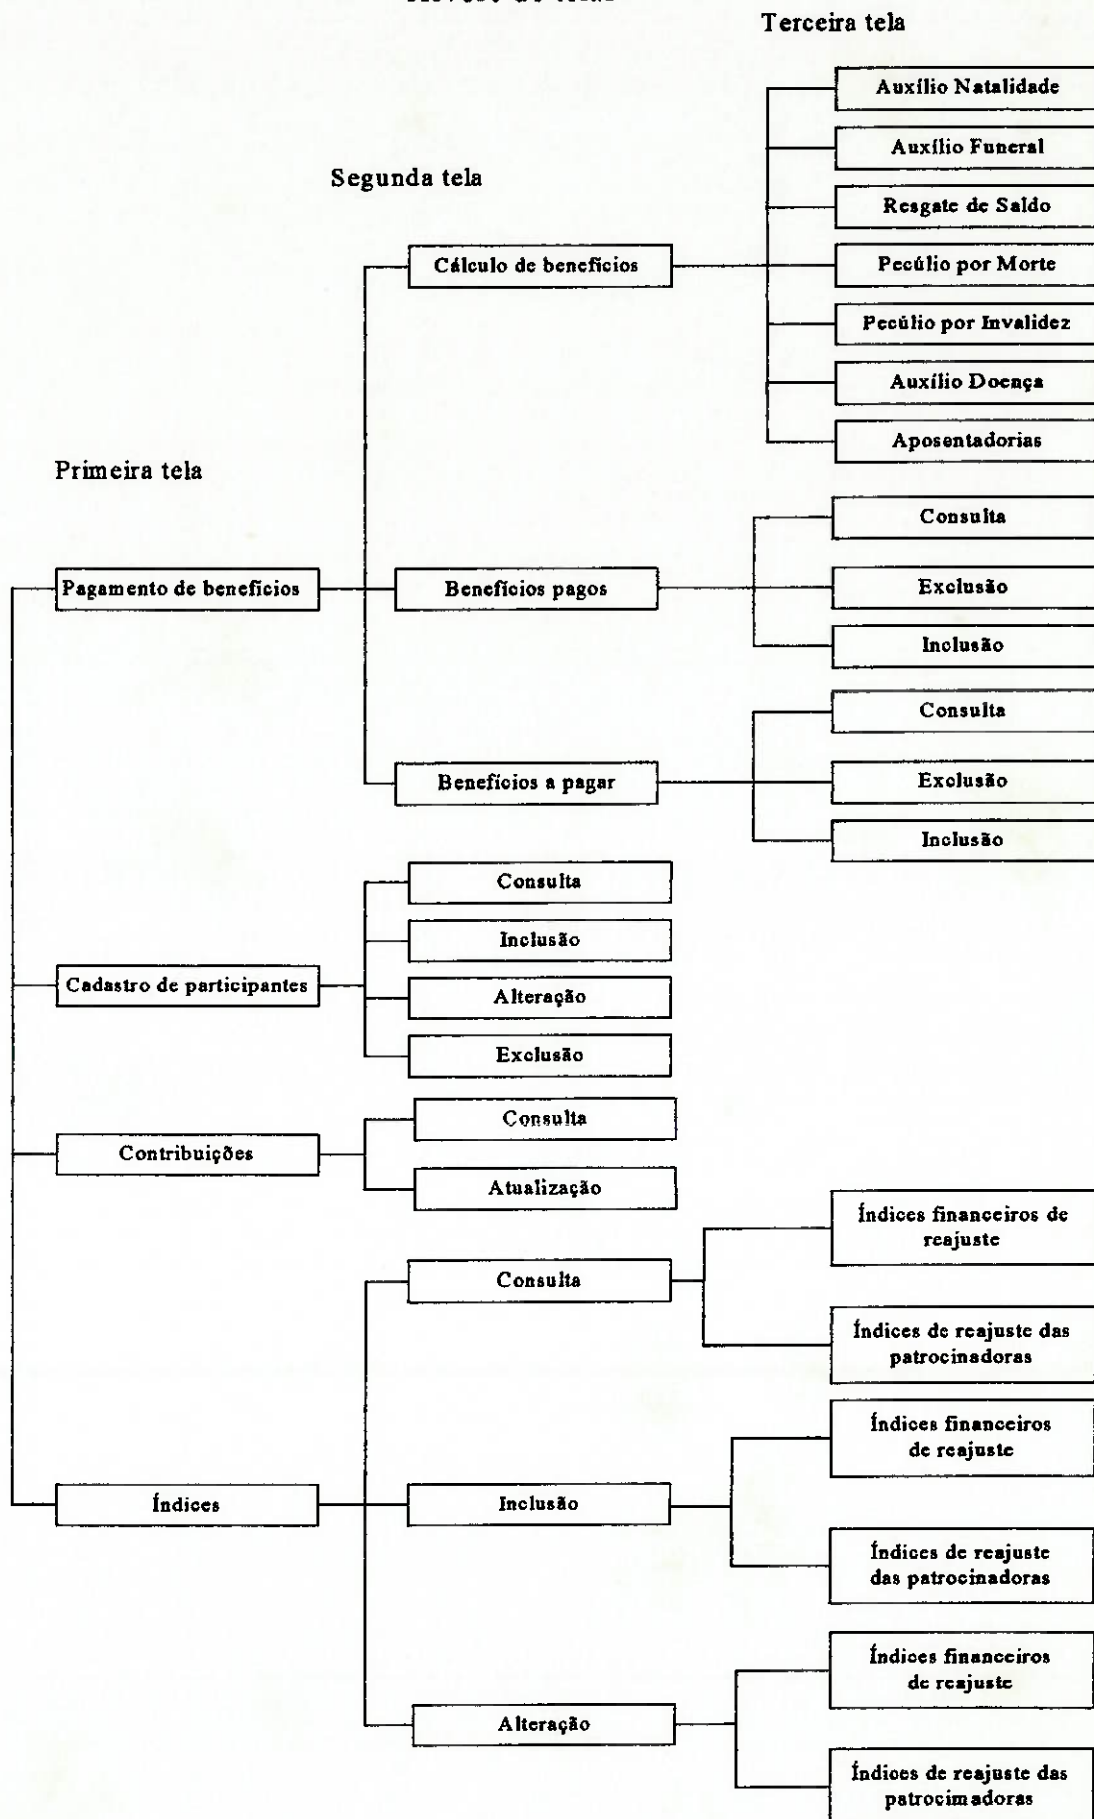 Terceira tela
Auxílio Natalidade
Auxílio Funeral
Segunda tela
Resgate de Saldo
Cálculo de benefícios
Pecúlio por Morte
Pecúlio por Invalidez
Auxílio Doença
Aposentadorias
Primeira tela
Consulta
Pagamento de benefícios
Benefícios pagos
Exclusão
Inclusão
Consulta
Benefícios a pagar
Exclusão
Inclusão
Consulta
Inclusão
Cadastro de participantes
Alteração
Exclusão
Contribuições
Consulta
Atualização
Índices financeiros de
reajuste
Consulta
Índices de reajuste das
patrocinadoras
Índices financeiros
de reajuste
Índices
Inclusão
Índices de reajuste
das patrocinadoras
Índices financeiros
de reajuste
Alteração
Índices de reajuste das
patrocimadoras